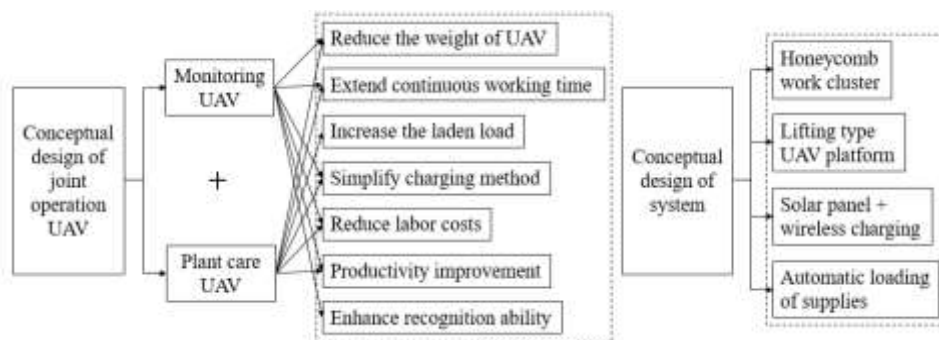 Conceptual
design of
joint
operation
UAV
Monitoring
UAV
+
Plant care
UAV
Reduce the weight of UAV
Extend continuous working time
Increase the laden load
Simplify charging method
Reduce labor costs
Productivity improvement
Enhance recognition ability
Conceptual
design of
system
Honeycomb
work cluster
Lifting type
UAV platform
Solar panel +
wireless charging
Automatic loading
of supplies